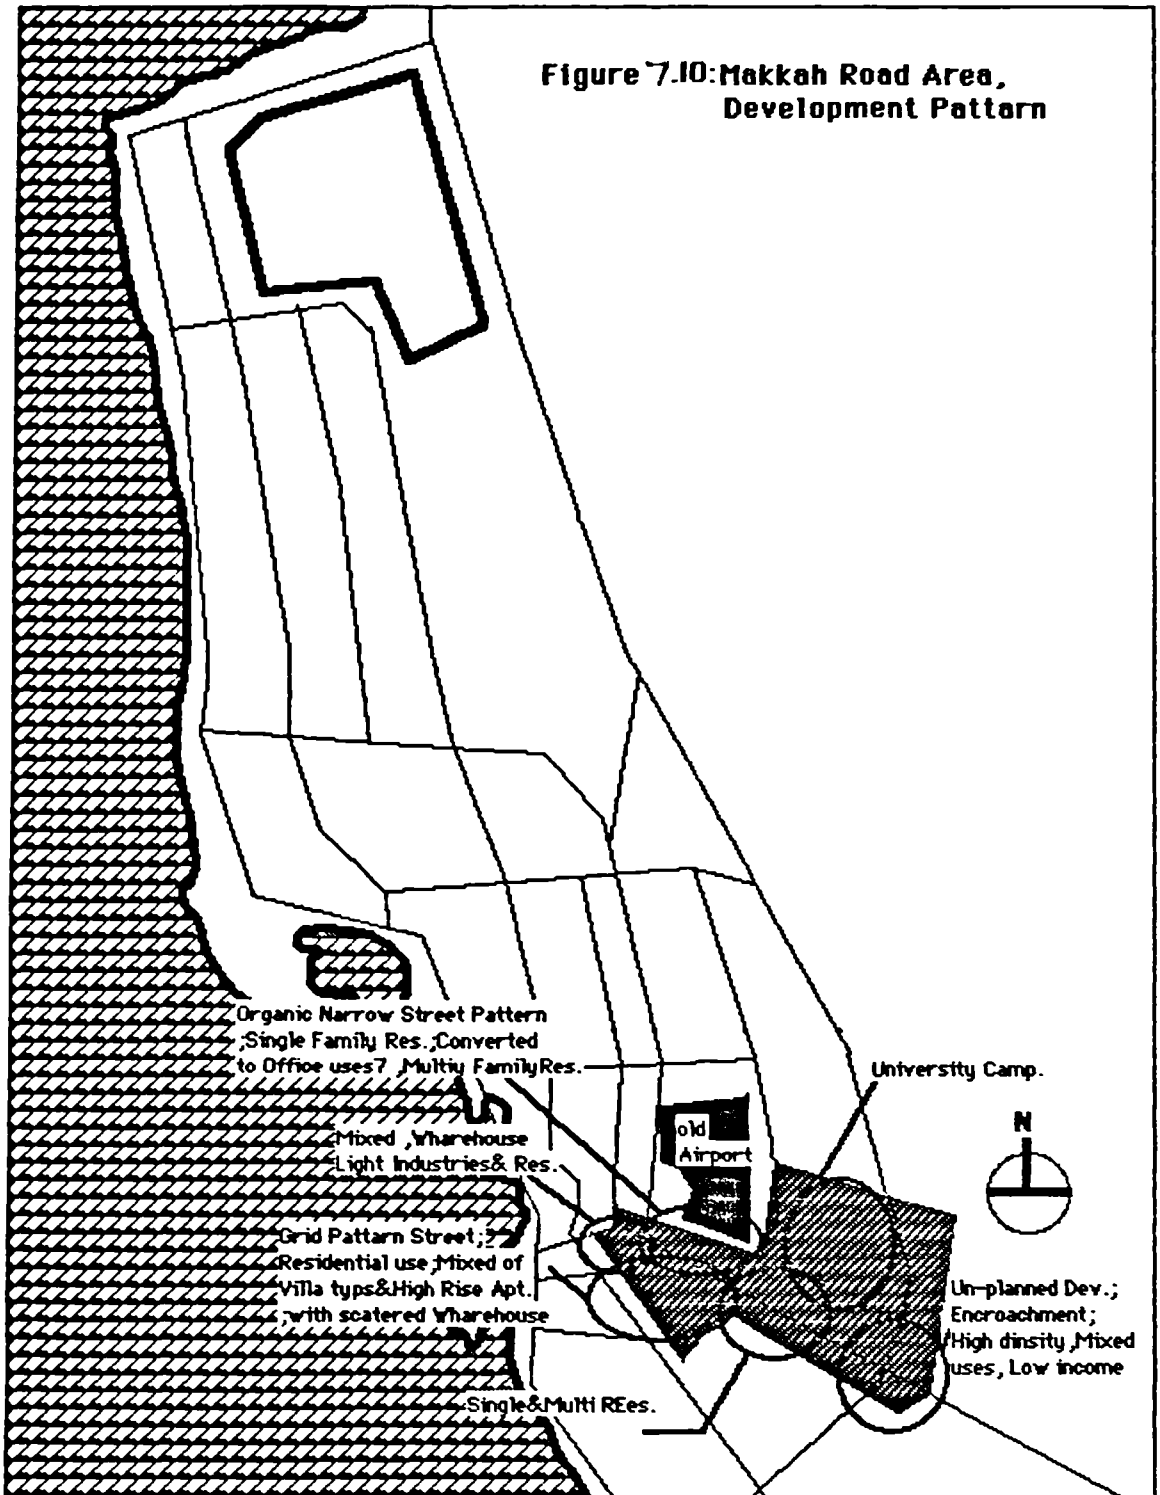 Figure 7.10: Makkah Road Area,
Development Pattarn
Organic Narrow Street Pattern
;Single Family Res.;Converted
to Office uses7 ,Multiy FamilyRes.
University Camp.
N
old
Airport
Mixed ,Wharehouse
Light Industries& Res.
Grid Pattarn Street;
Residential use;Mixed of
Villa typs&High Rise Apt.
;with scatered Wharehouse
Un-planned Dev.;
Encroachment;
High dinsity ,Mixed
uses, Low income
Single&Multi REes.